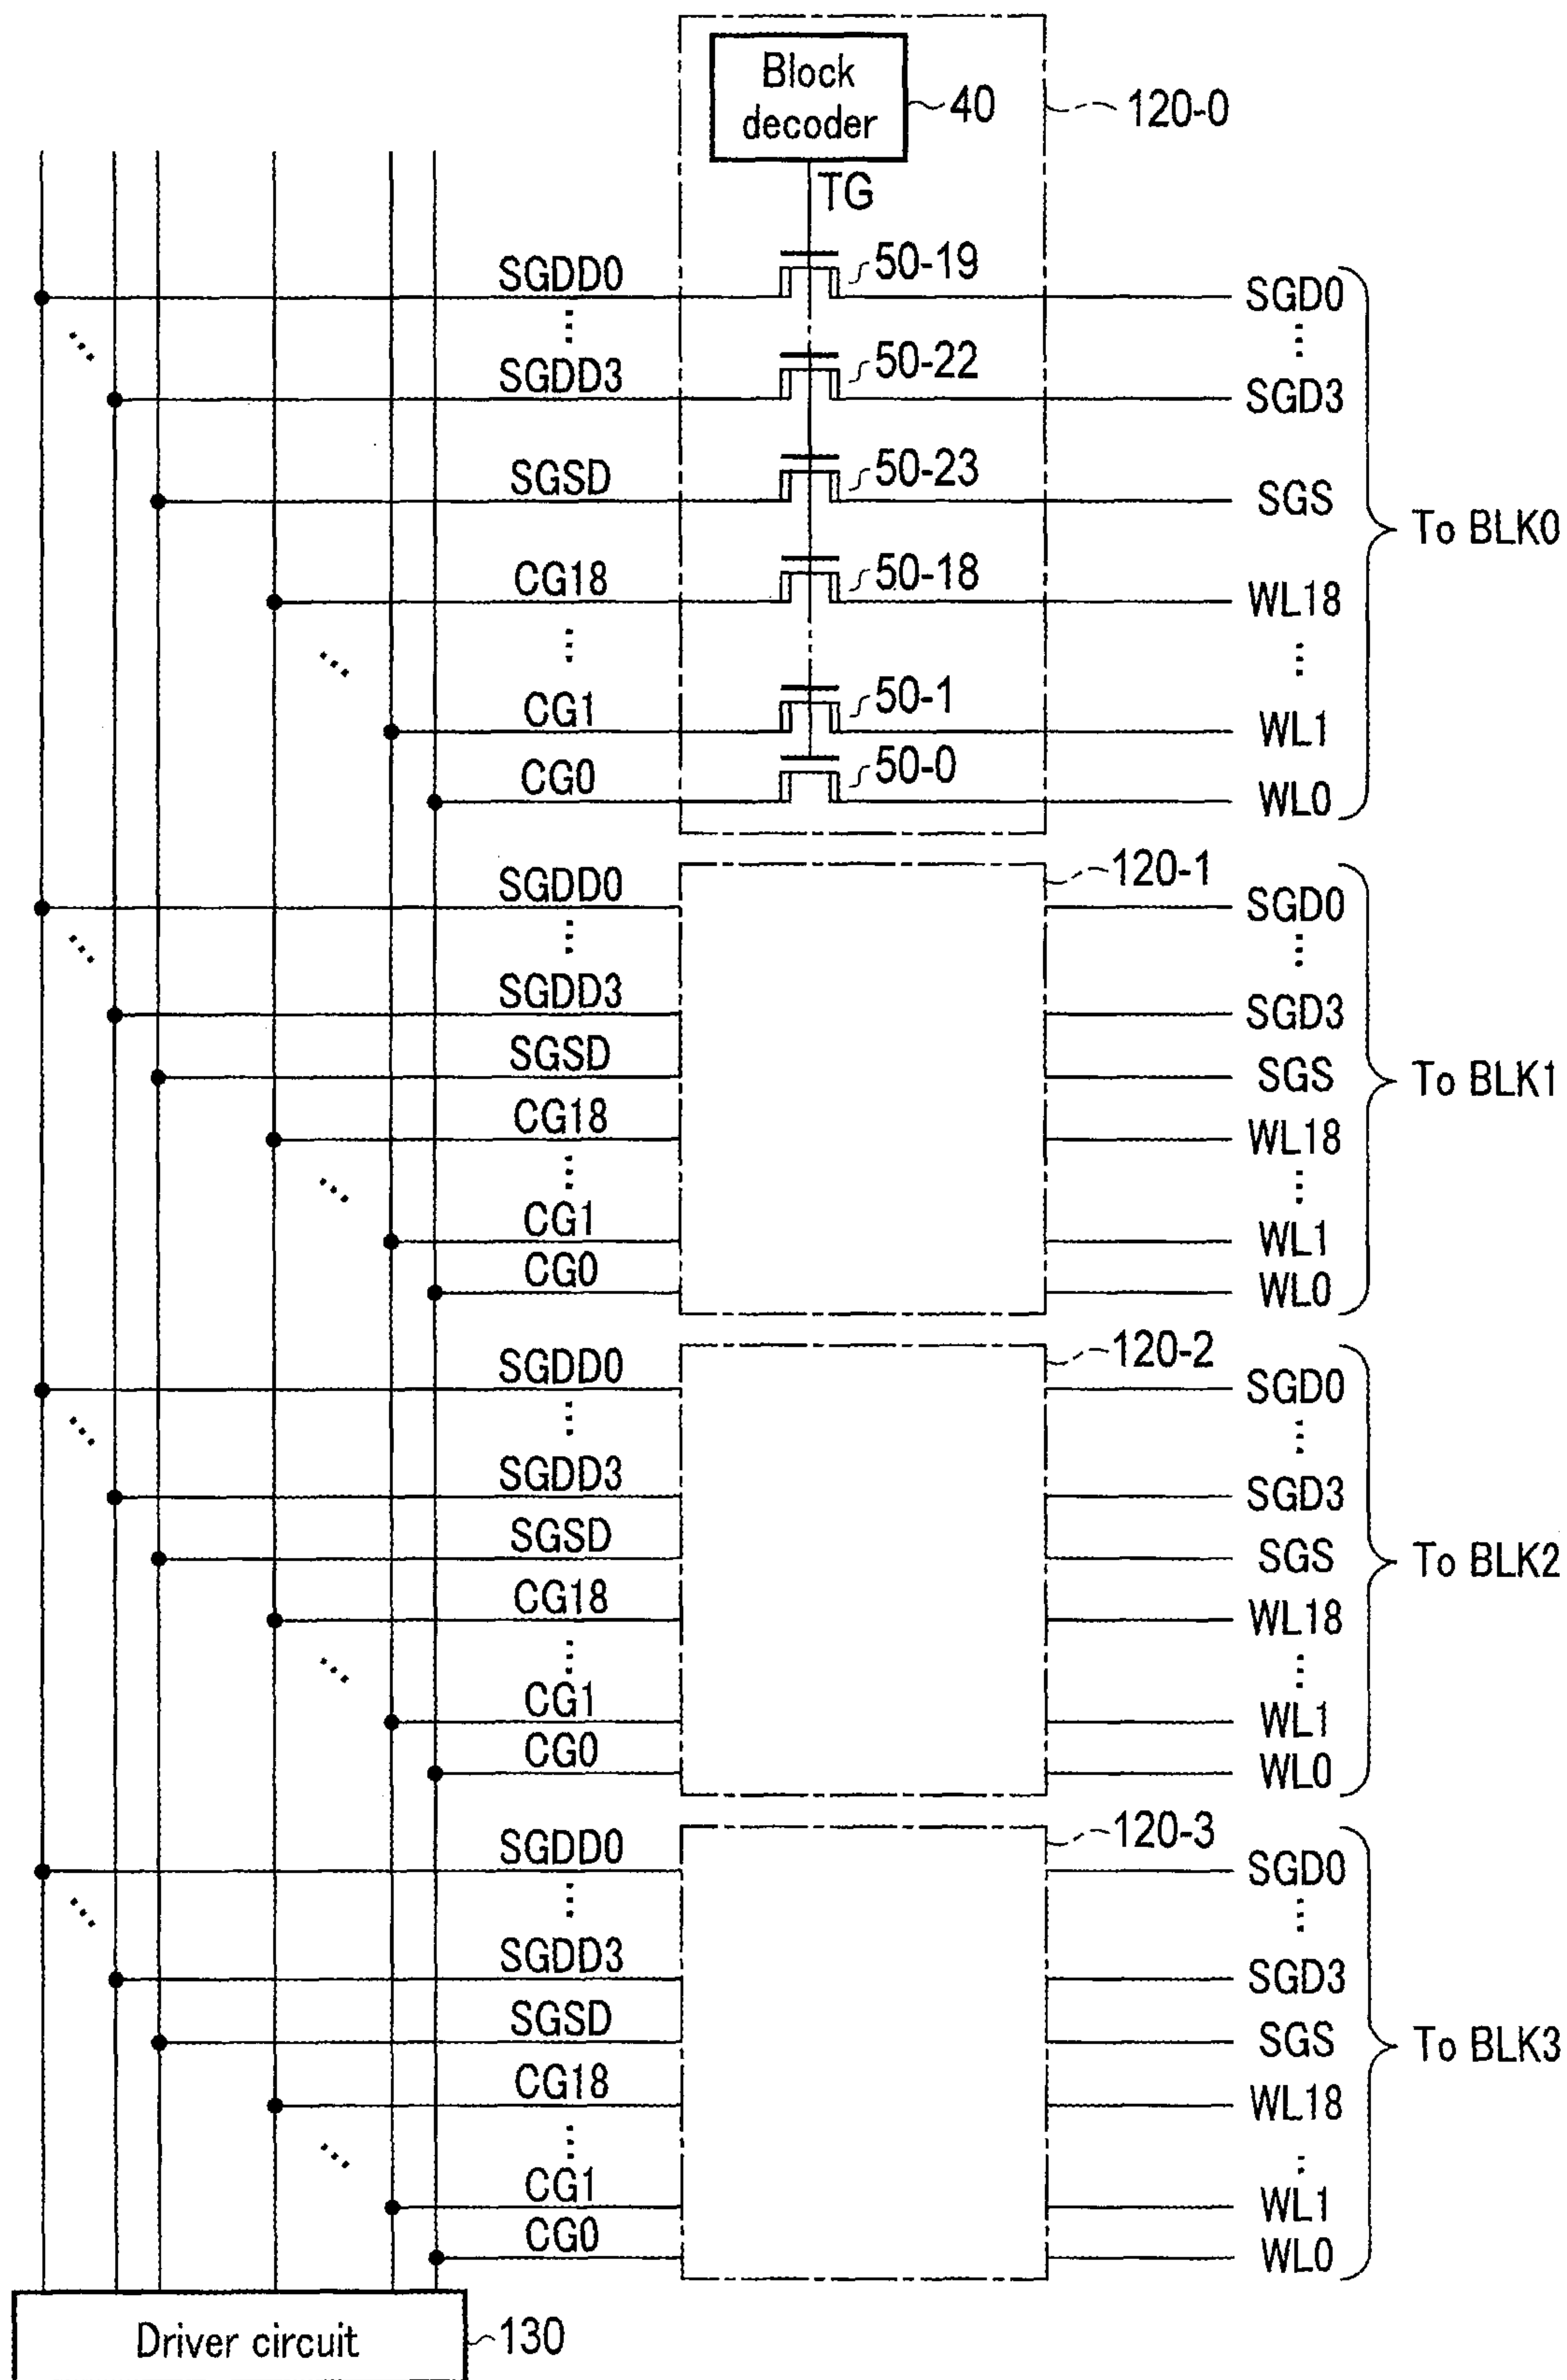 Block
decoder
40
120-0
TG
SGDD0
50-19
SGD0
SGDD3
50-22
SGD3
SGSD
50-23
SGS
To BLK0
CG18
50-18
WL18
CG1
50-1
WL1
CG0
50-0
WL0
120-1
SGDD0
SGD0
SGDD3
SGD3
SGSD
SGS
To BLK1
CG18
WL18
CG1
WL1
CG0
WL0
120-2
SGDD0
SGD0
SGDD3
SGD3
SGSD
SGS
To BLK2
CG18
WL18
CG1
WL1
CG0
WL0
120-3
SGDD0
SGD0
SGDD3
SGD3
SGSD
SGS
To BLK3
CG18
WL18
CG1
WL1
CG0
WL0
Driver circuit
130